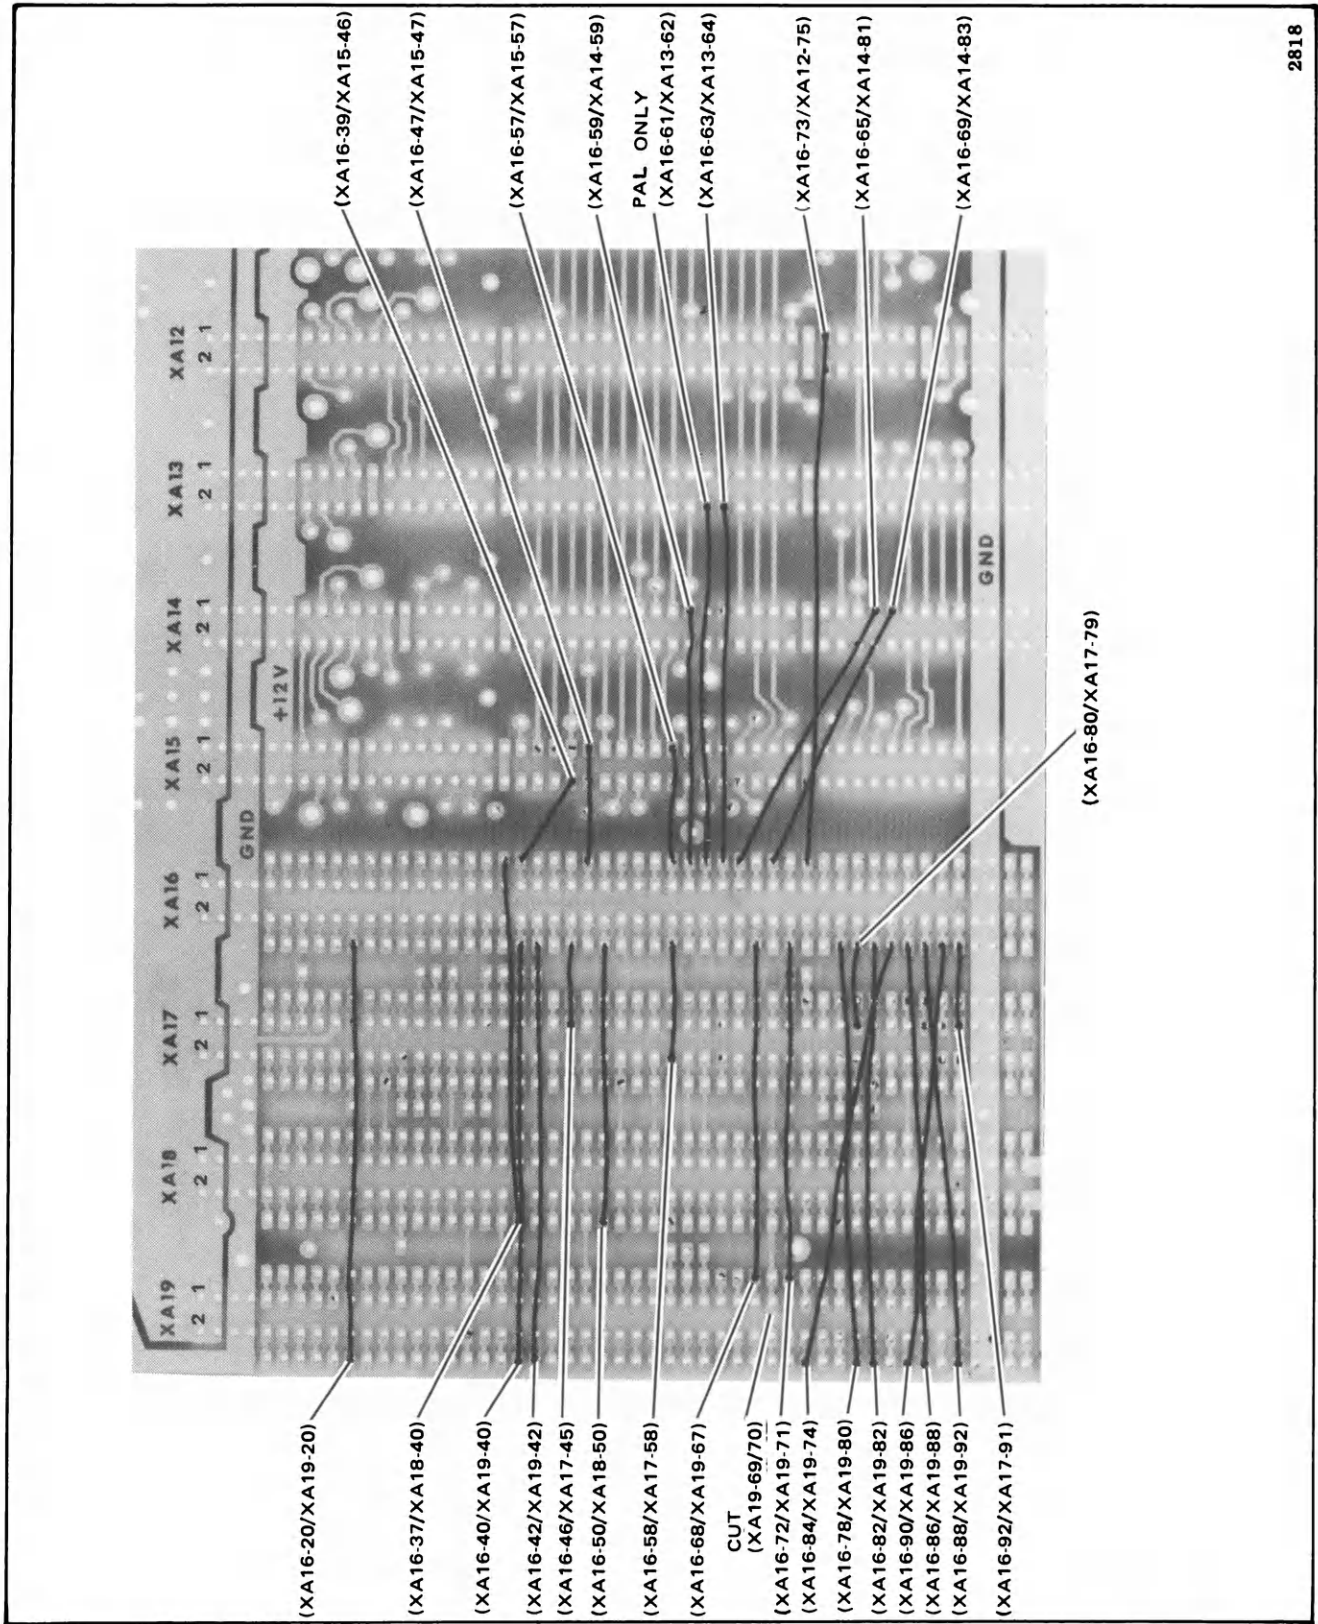 XA19
2 1
XA18
2 1
XA17
2 1
XA16
2 1
XA15
2 1
XA14
2 1
XA13
2 1
XA12
2 1
GND
+12V
GND
(XA16-20/XA19-20)
(XA16-37/XA18-40)
(XA16-40/XA19-40)
(XA16-42/XA19-42)
(XA16-46/XA17-45)
(XA16-50/XA18-50)
(XA16-58/XA17-58)
(XA16-68/XA19-67)
CUT
(XA19-69/70)
(XA16-72/XA19-71)
(XA16-84/XA19-74)
(XA16-78/XA19-80)
(XA16-82/XA19-82)
(XA16-90/XA19-86)
(XA16-86/XA19-88)
(XA16-88/XA19-92)
(XA16-92/XA17-91)
(XA16-39/XA15-46)
(XA16-47/XA15-47)
(XA16-57/XA15-57)
(XA16-59/XA14-59)
PAL ONLY
(XA16-61/XA13-62)
(XA16-63/XA13-64)
(XA16-73/XA12-75)
(XA16-65/XA14-81)
(XA16-69/XA14-83)
(XA16-80/XA17-79)
2818